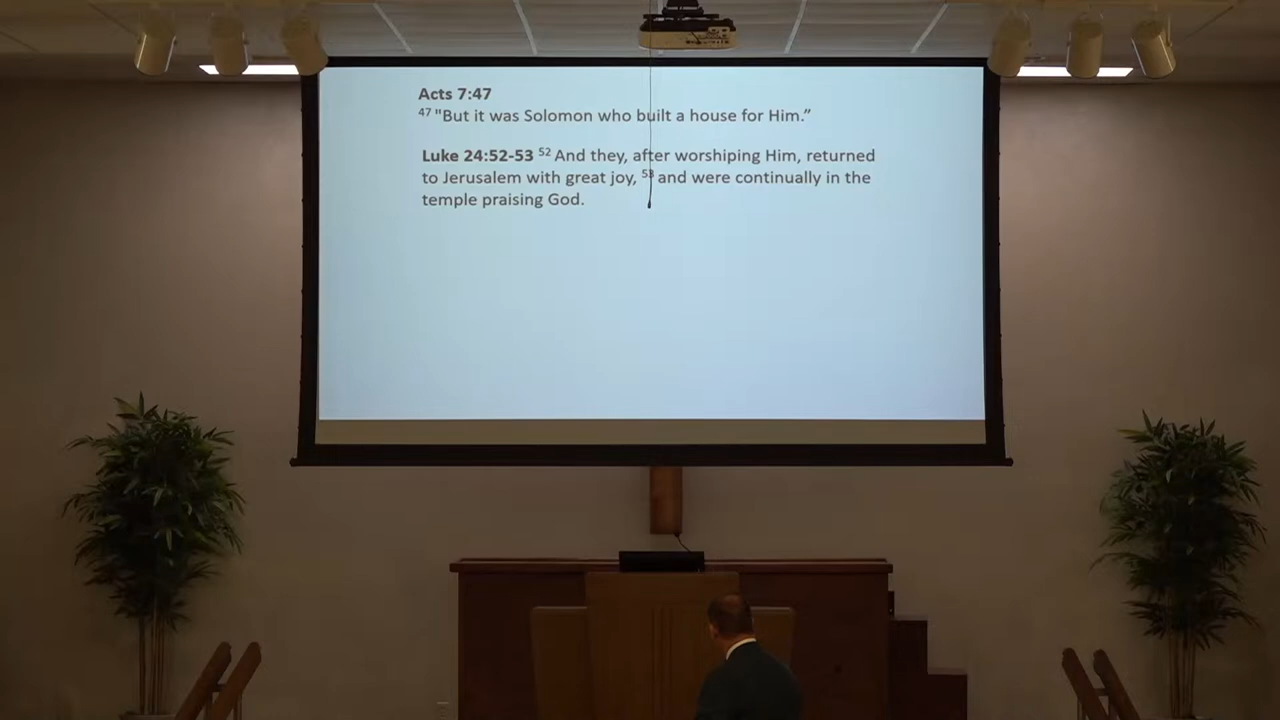 Acts 7:47
47 "But it was Solomon who built a house for Him.”
Luke 24:52-53 52 And they, after worshiping Him, returned
to Jerusalem with great joy, 53 and were continually in the
temple praising God.